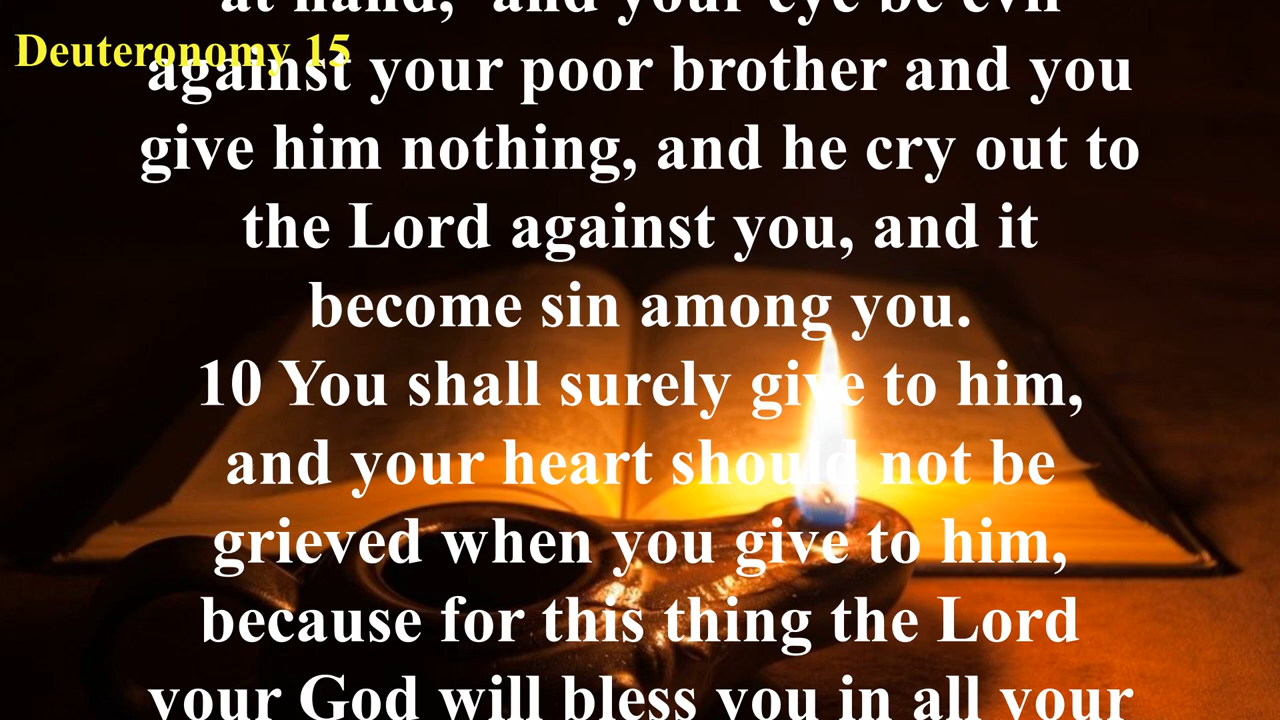 at hand," and your eye be evil
Deuteronomy 15
against your poor brother and you
give him nothing, and he cry out to
the Lord against you, and it
become sin among you.
10 You shall surely give to him,
and your heart should not be
grieved when you give to him,
because for this thing the Lord
your God will bless you in all your